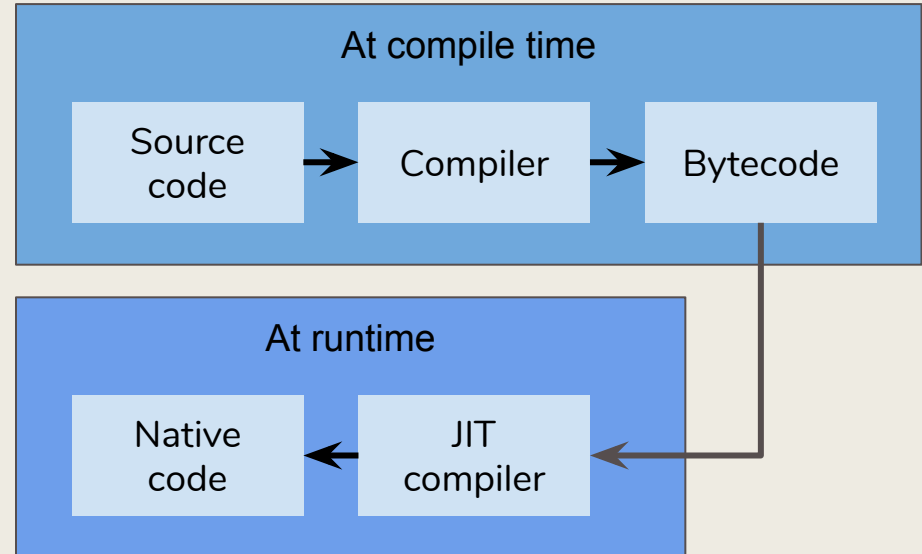 At compile time
Source
code
Compiler
Bytecode
At runtime
Native
code
JIT
compiler